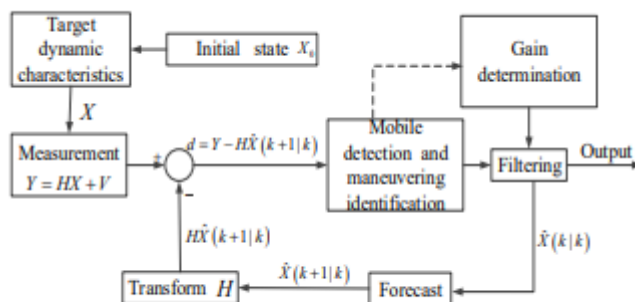 Target
dynamic
characteristics
Initial state X₀
Gain
determination
X
Measurement
Y = HX + V
+
−
d = Y − HX̂(k+1|k)
Mobile
detection and
maneuvering
identification
Filtering
Output
HX̂(k+1|k)
X̂(k|k)
Transform H
X̂(k+1|k)
Forecast